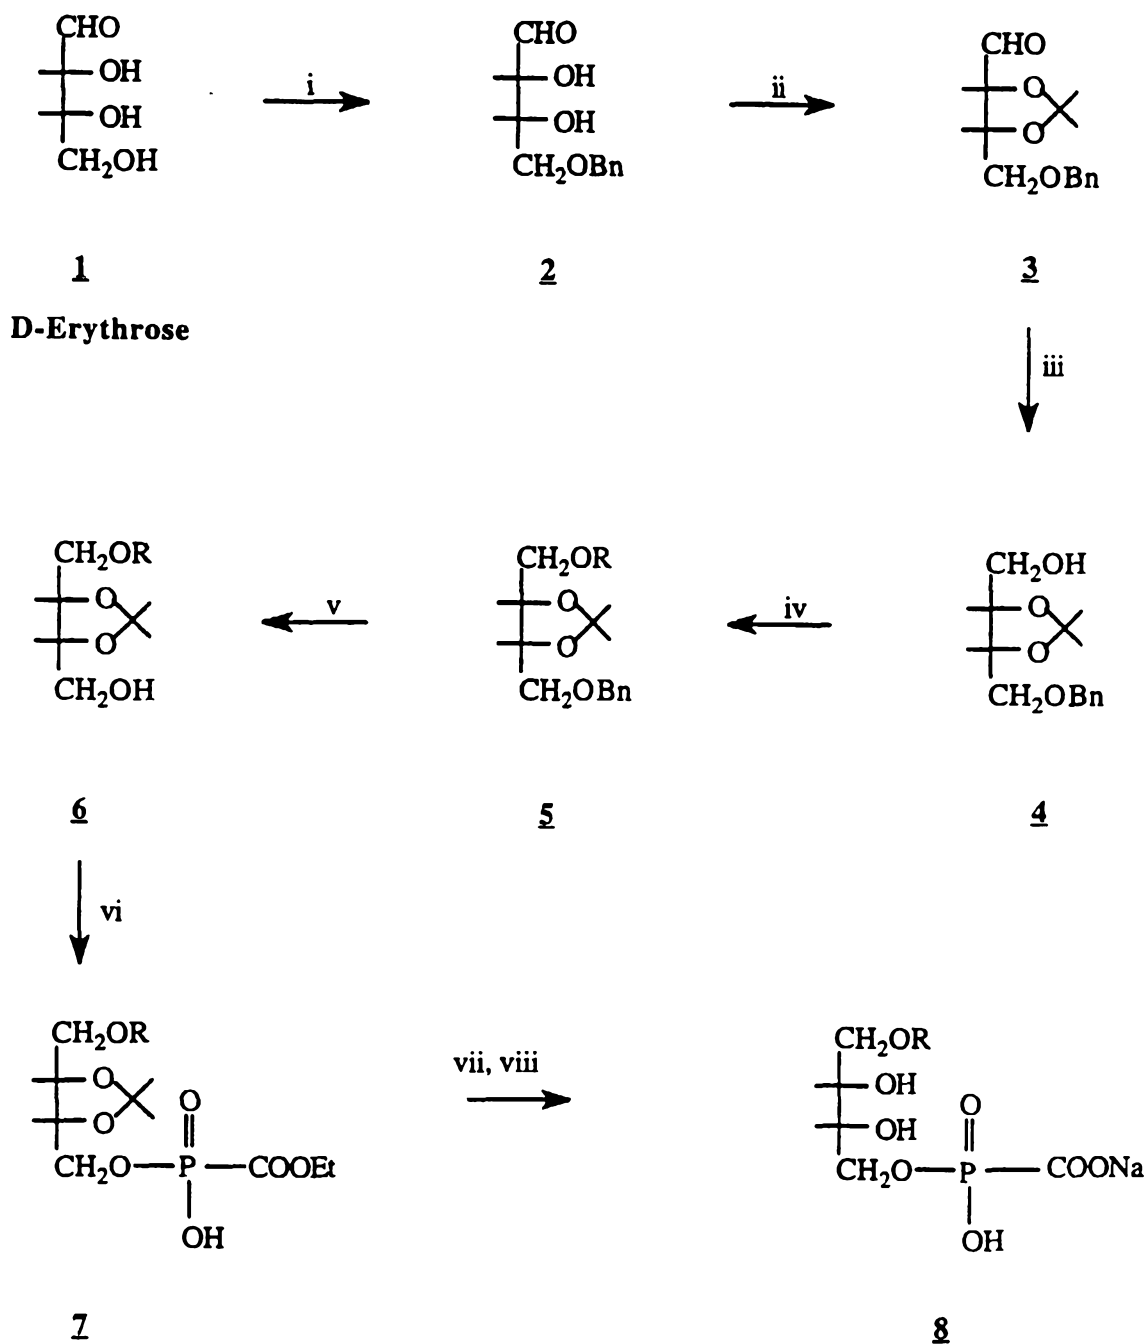 CHO
OH
OH
CH₂OH
1
D-Erythrose
i
CHO
OH
OH
CH₂OBn
2
ii
CHO
O
O
CH₂OBn
3
iii
CH₂OH
O
O
CH₂OBn
4
iv
CH₂OR
O
O
CH₂OBn
5
v
CH₂OR
O
O
CH₂OH
6
vi
CH₂OR
O
O
O
CH₂O P COOEt
OH
7
vii, viii
CH₂OR
OH
OH
O
CH₂O P COONa
OH
8